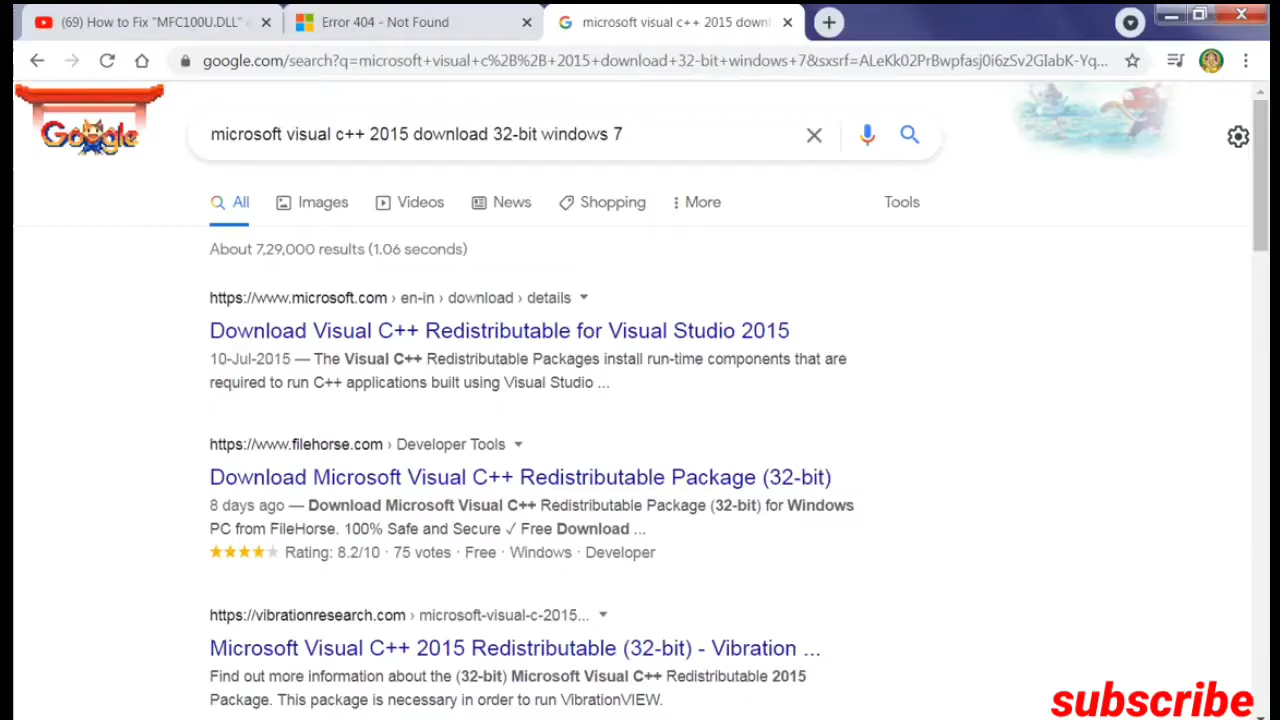 (69) How to Fix "MFC100U.DLL"
Error 404 - Not Found
microsoft visual c++ 2015 downl
google.com/search?q=microsoft+visual+c%2B%2B+2015+download+32-bit+windows+7&sxsrf=ALeKk02PrBwpfasj0i6zSv2GlabK-Yq...
Google
microsoft visual c++ 2015 download 32-bit windows 7
All Images Videos News Shopping More Tools
About 7,29,000 results (1.06 seconds)
https://www.microsoft.com › en-in › download › details
Download Visual C++ Redistributable for Visual Studio 2015
10-Jul-2015 — The Visual C++ Redistributable Packages install run-time components that are
required to run C++ applications built using Visual Studio ...
https://www.filehorse.com › Developer Tools
Download Microsoft Visual C++ Redistributable Package (32-bit)
8 days ago — Download Microsoft Visual C++ Redistributable Package (32-bit) for Windows
PC from FileHorse. 100% Safe and Secure ✓ Free Download ...
Rating: 8.2/10 · 75 votes · Free · Windows · Developer
https://vibrationresearch.com › microsoft-visual-c-2015...
Microsoft Visual C++ 2015 Redistributable (32-bit) - Vibration ...
Find out more information about the (32-bit) Microsoft Visual C++ Redistributable 2015
Package. This package is necessary in order to run VibrationVIEW.
subscribe